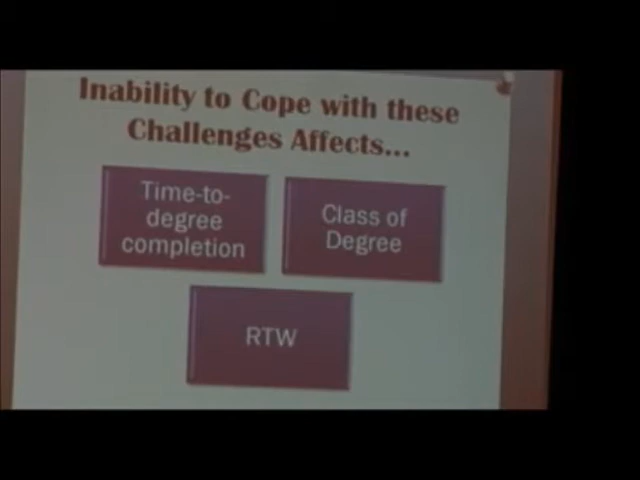 Inability to Cope with these
Challenges Affects...
Time-to-
degree
completion
Class of
Degree
RTW